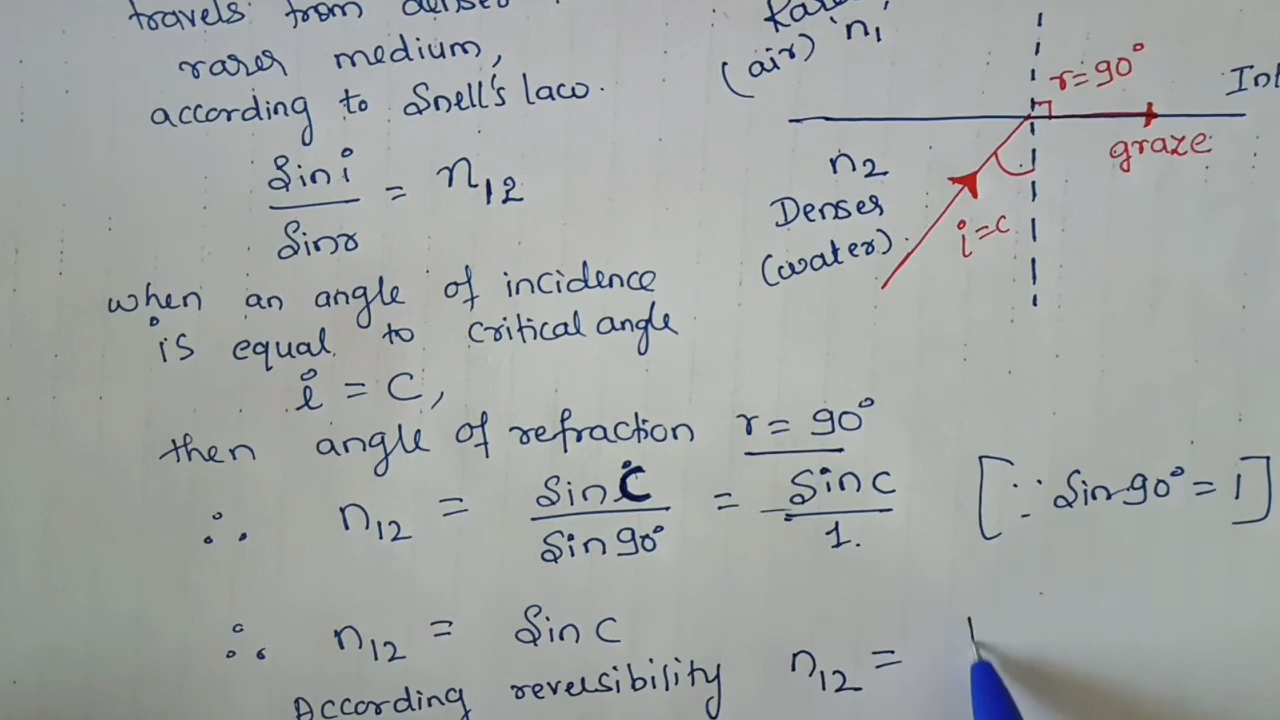 travels from
rarer medium,
according to Snell's law.
Sin i / Sin r = n12
when an angle of incidence
is equal to critical angle
i = C,
then angle of refraction r = 90°
∴ n12 = Sin C / Sin 90° = Sin C / 1. [∵ Sin 90° = 1]
∴ n12 = Sin C
According reversibility n12 =
(air) n1
r = 90°
graze
n2
Denser
(water)
i = c